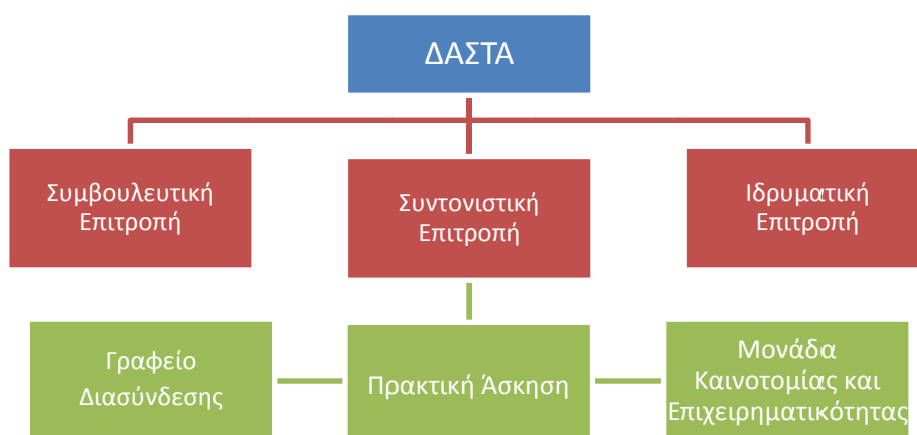 ΔΑΣΤΑ
Συμβουλευτική
Επιτροπή
Συντονιστική
Επιτροπή
Ιδρυματική
Επιτροπή
Γραφείο
Διασύνδεσης
Πρακτική Άσκηση
Μονάδα
Καινοτομίας και
Επιχειρηματικότητας